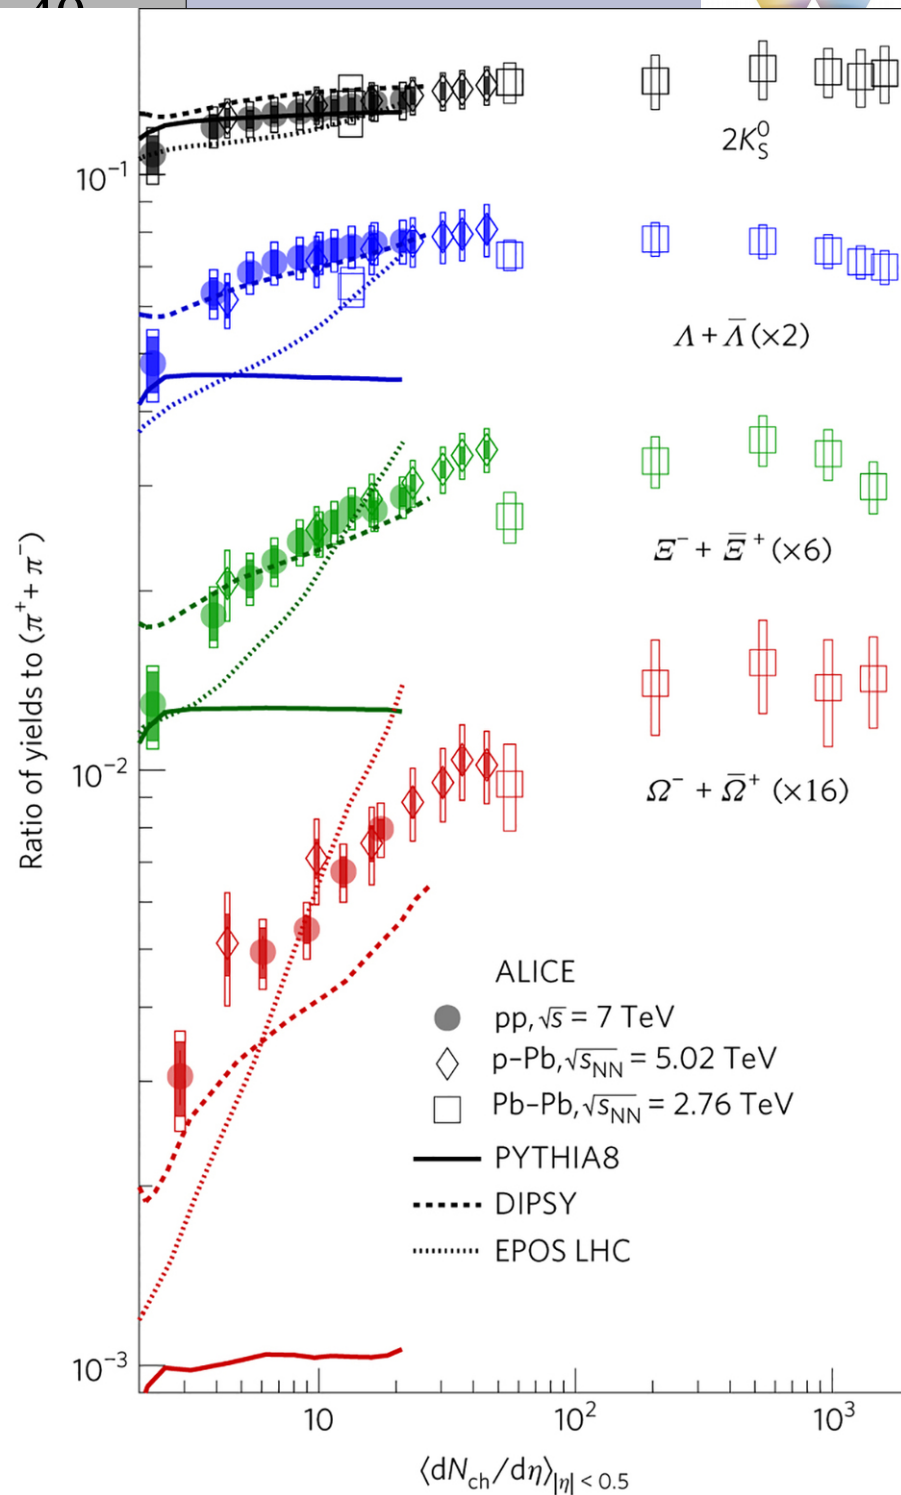 40
10⁻¹
2K⁰S
Λ + Λ̅ (×2)
Ξ⁻ + Ξ̅⁺ (×6)
10⁻²
Ω⁻ + Ω̅⁺ (×16)
Ratio of yields to (π⁺ + π⁻)
ALICE
pp, √s = 7 TeV
p–Pb, √sNN = 5.02 TeV
Pb–Pb, √sNN = 2.76 TeV
PYTHIA8
DIPSY
EPOS LHC
10⁻³
10 10² 10³
⟨dNch/dη⟩|η| < 0.5